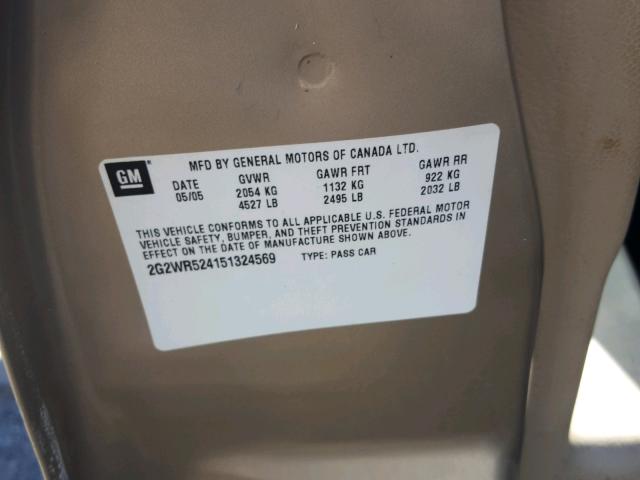 MFD BY GENERAL MOTORS OF CANADA LTD.
GM
DATE GVWR GAWR FRT GAWR RR
05/05 2054 KG 1132 KG 922 KG
4527 LB 2495 LB 2032 LB
THIS VEHICLE CONFORMS TO ALL APPLICABLE U.S. FEDERAL MOTOR
VEHICLE SAFETY, BUMPER, AND THEFT PREVENTION STANDARDS IN
EFFECT ON THE DATE OF MANUFACTURE SHOWN ABOVE.
2G2WR524151324569 TYPE: PASS CAR